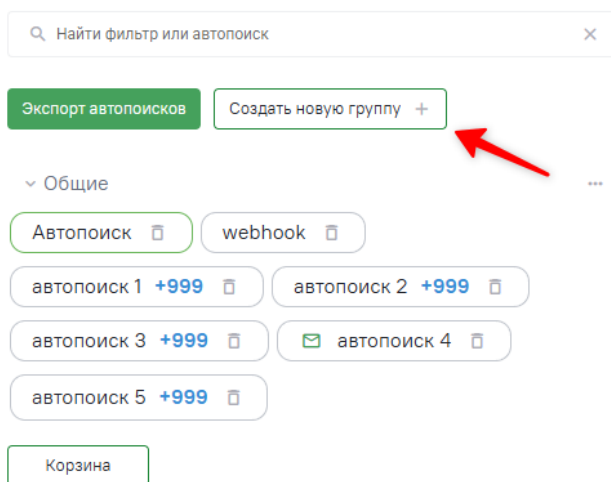 Найти фильтр или автопоиск
Экспорт автопоисков Создать новую группу +
Общие
Автопоиск webhook
автопоиск 1 +999 автопоиск 2 +999
автопоиск 3 +999 автопоиск 4
автопоиск 5 +999
Корзина